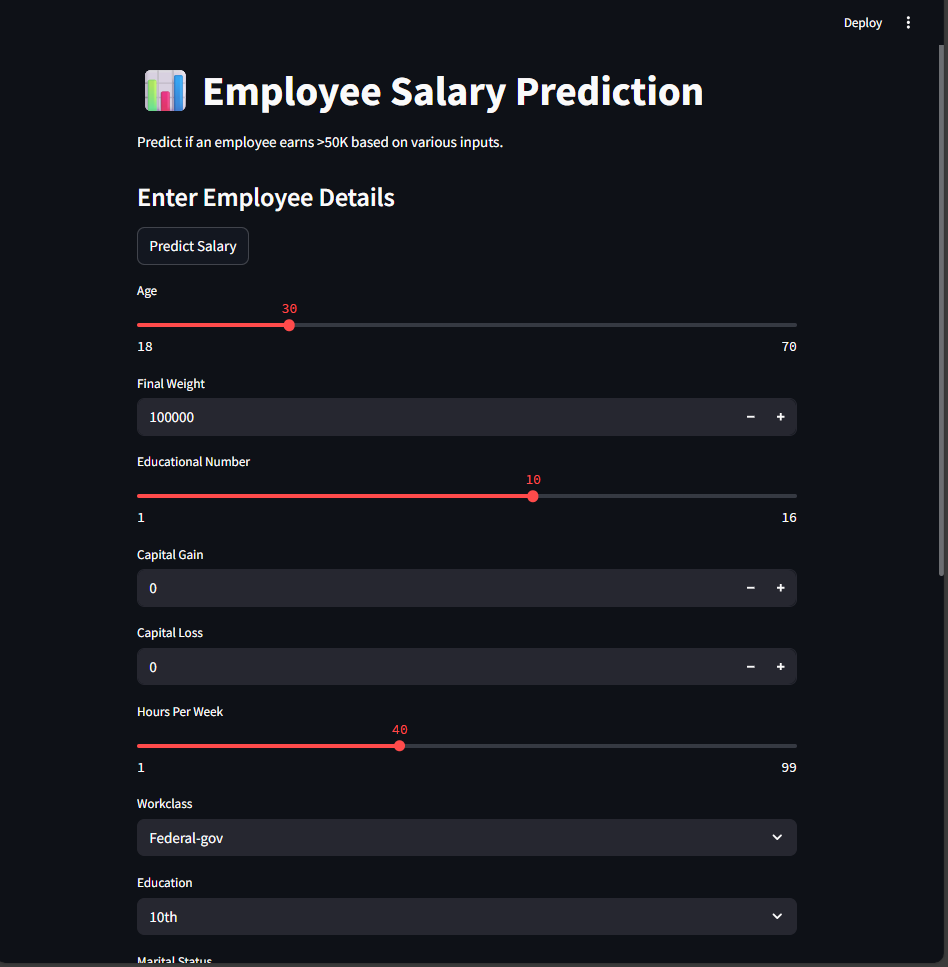 Deploy
Employee Salary Prediction
Predict if an employee earns >50K based on various inputs.
Enter Employee Details
Predict Salary
Age
30
18 70
Final Weight
100000
Educational Number
10
1 16
Capital Gain
0
Capital Loss
0
Hours Per Week
40
1 99
Workclass
Federal-gov
Education
10th
Marital Status